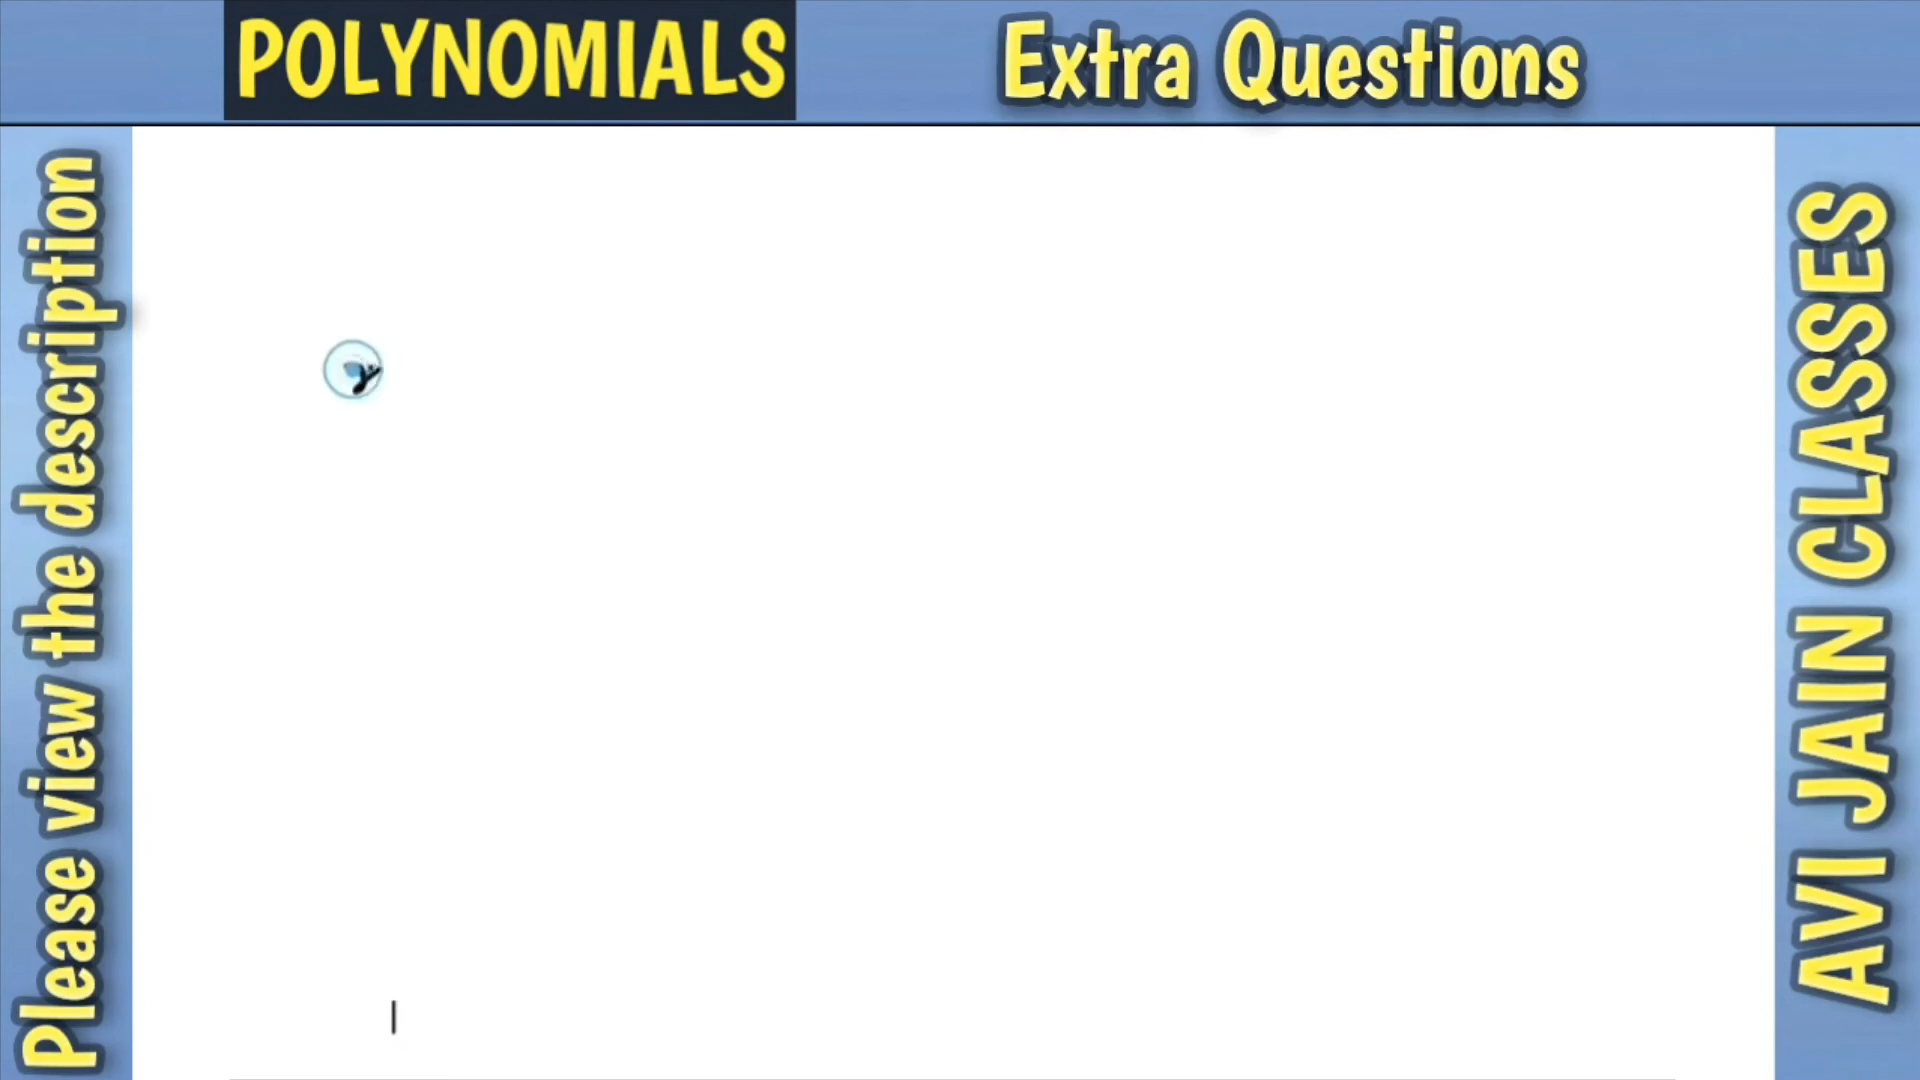 POLYNOMIALS
Extra Questions
Please view the description
AVI JAIN CLASSES